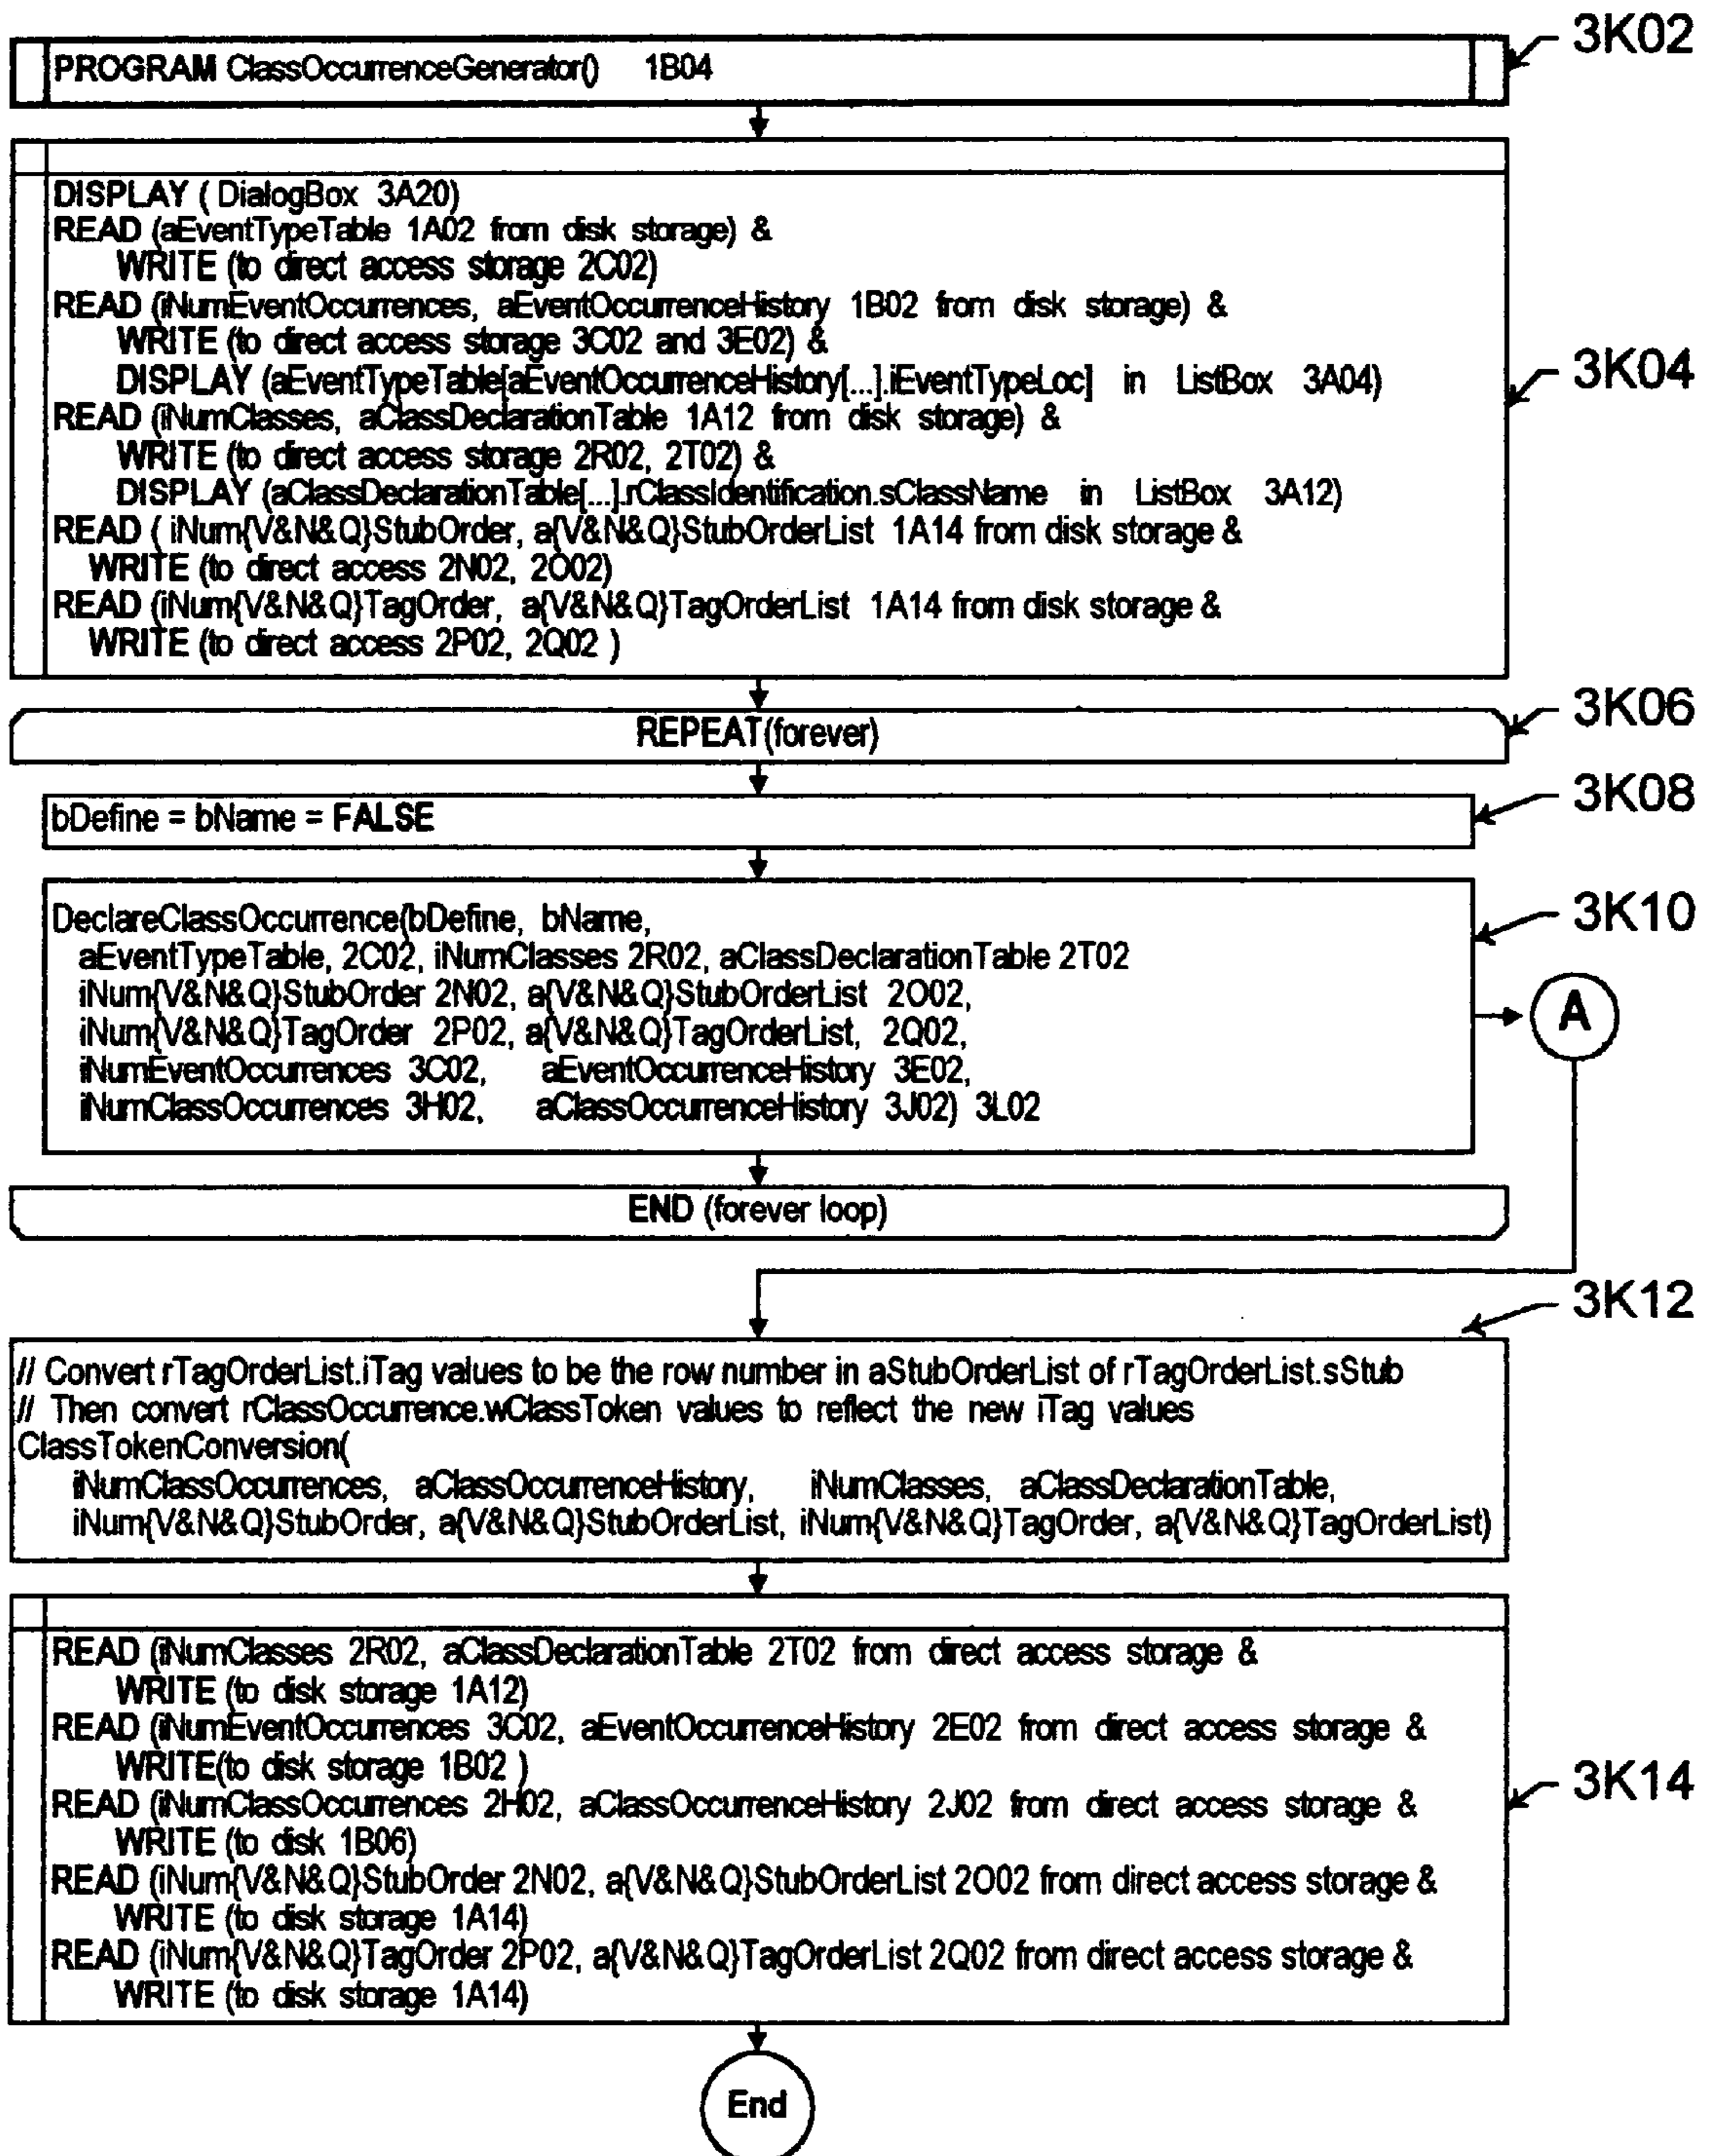 3K02
PROGRAM ClassOccurrenceGenerator() 1B04
DISPLAY ( DialogBox 3A20)
READ (aEventTypeTable 1A02 from disk storage) &
WRITE (to direct access storage 2C02)
READ (iNumEventOccurrences, aEventOccurrenceHistory 1B02 from disk storage) &
WRITE (to direct access storage 3C02 and 3E02) &
DISPLAY (aEventTypeTable[aEventOccurrenceHistory[...].iEventTypeLoc] in ListBox 3A04)
3K04
READ (iNumClasses, aClassDeclarationTable 1A12 from disk storage) &
WRITE (to direct access storage 2R02, 2T02) &
DISPLAY (aClassDeclarationTable[...].rClassIdentification.sClassName in ListBox 3A12)
READ ( iNum{V&N&Q}StubOrder, a{V&N&Q}StubOrderList 1A14 from disk storage &
WRITE (to direct access 2N02, 2O02)
READ (iNum{V&N&Q}TagOrder, a{V&N&Q}TagOrderList 1A14 from disk storage &
WRITE (to direct access 2P02, 2Q02 )
3K06
REPEAT(forever)
3K08
bDefine = bName = FALSE
3K10
DeclareClassOccurrence(bDefine, bName,
aEventTypeTable, 2C02, iNumClasses 2R02, aClassDeclarationTable 2T02
iNum{V&N&Q}StubOrder 2N02, a{V&N&Q}StubOrderList 2O02,
iNum{V&N&Q}TagOrder 2P02, a{V&N&Q}TagOrderList, 2Q02,
iNumEventOccurrences 3C02, aEventOccurrenceHistory 3E02,
iNumClassOccurrences 3H02, aClassOccurrenceHistory 3J02) 3L02
A
END (forever loop)
3K12
// Convert rTagOrderList.iTag values to be the row number in aStubOrderList of rTagOrderList.sStub
// Then convert rClassOccurrence.wClassToken values to reflect the new iTag values
ClassTokenConversion(
iNumClassOccurrences, aClassOccurrenceHistory, iNumClasses, aClassDeclarationTable,
iNum{V&N&Q}StubOrder, a{V&N&Q}StubOrderList, iNum{V&N&Q}TagOrder, a{V&N&Q}TagOrderList)
READ (iNumClasses 2R02, aClassDeclarationTable 2T02 from direct access storage &
WRITE (to disk storage 1A12)
READ (iNumEventOccurrences 3C02, aEventOccurrenceHistory 2E02 from direct access storage &
WRITE(to disk storage 1B02 )
3K14
READ (iNumClassOccurrences 2H02, aClassOccurrenceHistory 2J02 from direct access storage &
WRITE (to disk 1B06)
READ (iNum{V&N&Q}StubOrder 2N02, a{V&N&Q}StubOrderList 2O02 from direct access storage &
WRITE (to disk storage 1A14)
READ (iNum{V&N&Q}TagOrder 2P02, a{V&N&Q}TagOrderList 2Q02 from direct access storage &
WRITE (to disk storage 1A14)
End